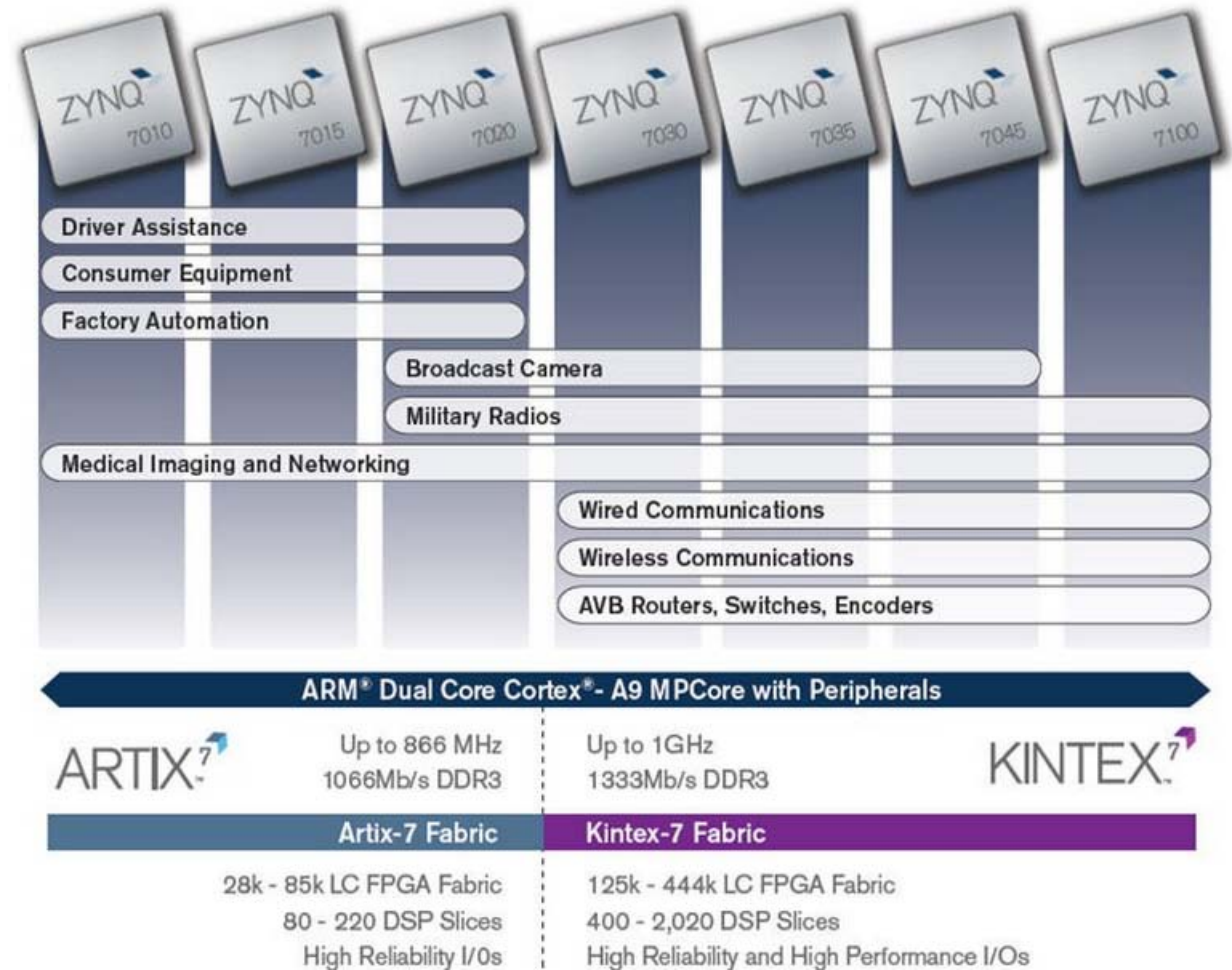 ZYNQ 7010
ZYNQ 7015
ZYNQ 7020
ZYNQ 7030
ZYNQ 7035
ZYNQ 7045
ZYNQ 7100
Driver Assistance
Consumer Equipment
Factory Automation
Broadcast Camera
Military Radios
Medical Imaging and Networking
Wired Communications
Wireless Communications
AVB Routers, Switches, Encoders
ARM® Dual Core Cortex®- A9 MPCore with Peripherals
ARTIX7™
Up to 866 MHz
1066Mb/s DDR3
Up to 1GHz
1333Mb/s DDR3
KINTEX7™
Artix-7 Fabric
Kintex-7 Fabric
28k - 85k LC FPGA Fabric
80 - 220 DSP Slices
High Reliability I/0s
125k - 444k LC FPGA Fabric
400 - 2,020 DSP Slices
High Reliability and High Performance I/Os